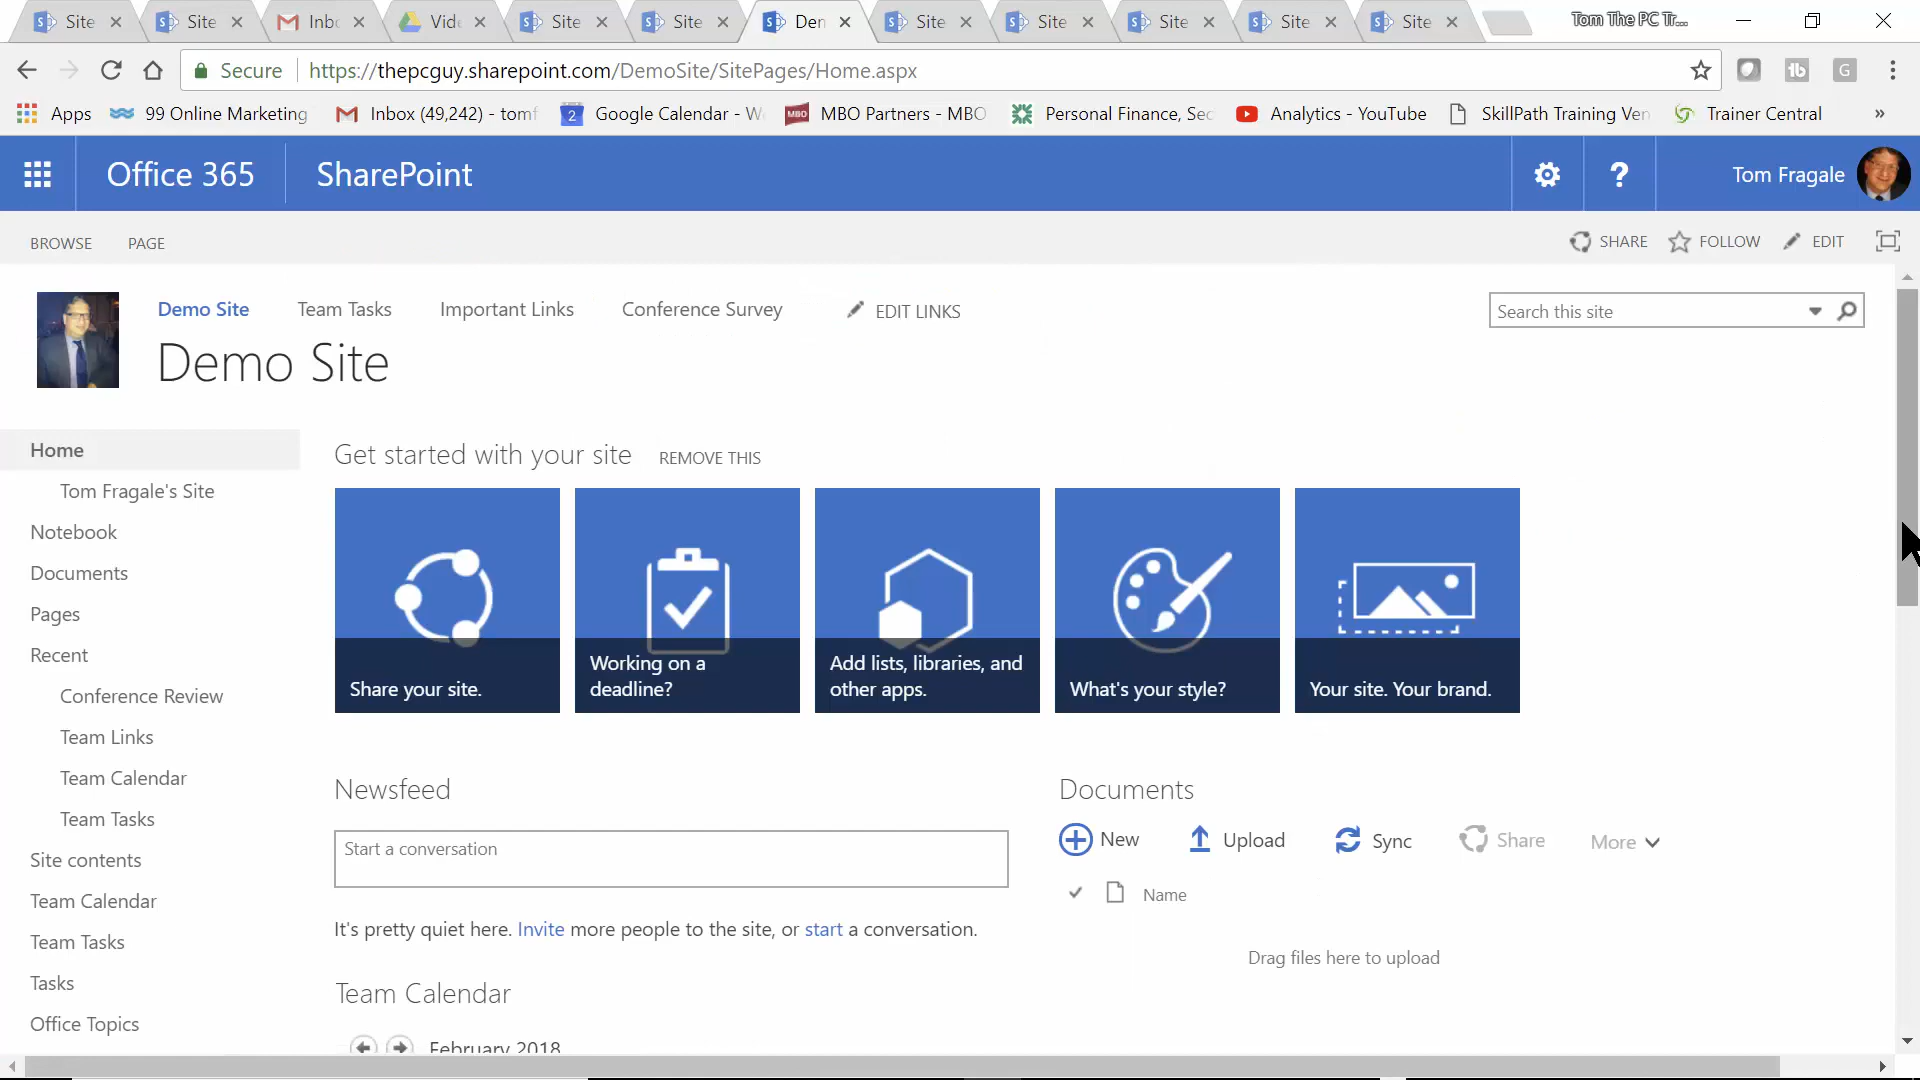 Site
Site
Inbc
Vide
Site
Site
Den
Site
Site
Site
Site
Site
Tom The PC Tr...
Secure
https://thepcguy.sharepoint.com/DemoSite/SitePages/Home.aspx
Apps
99 Online Marketing
Inbox (49,242) - tomf
Google Calendar - W
MBO Partners - MBO
Personal Finance, Sec
Analytics - YouTube
SkillPath Training Ven
Trainer Central
»
Office 365
SharePoint
?
Tom Fragale
BROWSE
PAGE
SHARE
FOLLOW
EDIT
Demo Site
Team Tasks
Important Links
Conference Survey
EDIT LINKS
Search this site
Demo Site
Home
Tom Fragale's Site
Notebook
Documents
Pages
Recent
Conference Review
Team Links
Team Calendar
Team Tasks
Site contents
Team Calendar
Team Tasks
Tasks
Office Topics
Get started with your site
REMOVE THIS
Share your site.
Working on a
deadline?
Add lists, libraries, and
other apps.
What's your style?
Your site. Your brand.
Newsfeed
Start a conversation
It's pretty quiet here. Invite more people to the site, or start a conversation.
Team Calendar
February 2018
Documents
New
Upload
Sync
Share
More
Name
Drag files here to upload